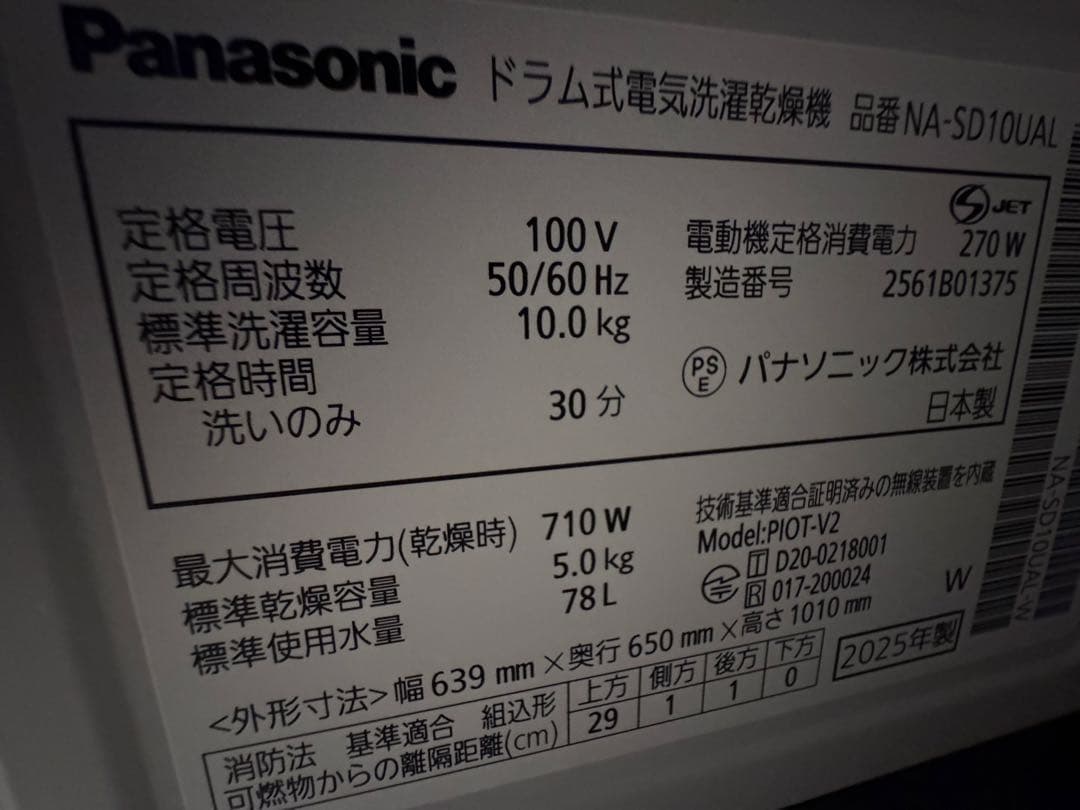 Panasonic ドラム式電気洗濯乾燥機 品番 NA-SD10UAL
定格電圧 100 V
定格周波数 50/60 Hz
標準洗濯容量 10.0 kg
定格時間
洗いのみ 30 分
JET
電動機定格消費電力 270 W
製造番号 2561B01375
PS
E
パナソニック株式会社
日本製
最大消費電力(乾燥時) 710 W
標準乾燥容量 5.0 kg
標準使用水量 78 L
技術基準適合証明済みの無線装置を内蔵
Model:PIOT-V2
T D20-0218001
R 017-200024
W
<外形寸法> 幅 639 mm × 奥行 650 mm × 高さ 1010 mm
消防法 基準適合 組込形
可燃物からの離隔距離(cm)
上方 側方 後方 下方
29 1 1 0
2025年製
NA-SD10UAL-W